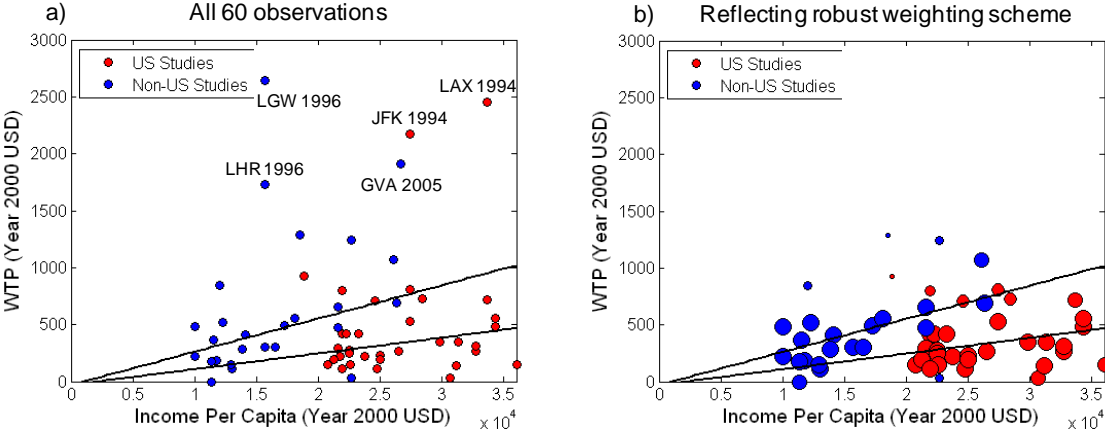 a) All 60 observations
3000
2500
2000
1500
1000
500
0
WTP (Year 2000 USD)
US Studies
Non-US Studies
LGW 1996
LAX 1994
JFK 1994
LHR 1996
GVA 2005
0 0.5 1 1.5 2 2.5 3 3.5
Income Per Capita (Year 2000 USD)
x 10^4
b) Reflecting robust weighting scheme
3000
2500
2000
1500
1000
500
0
WTP (Year 2000 USD)
US Studies
Non-US Studies
0 0.5 1 1.5 2 2.5 3 3.5
Income Per Capita (Year 2000 USD)
x 10^4